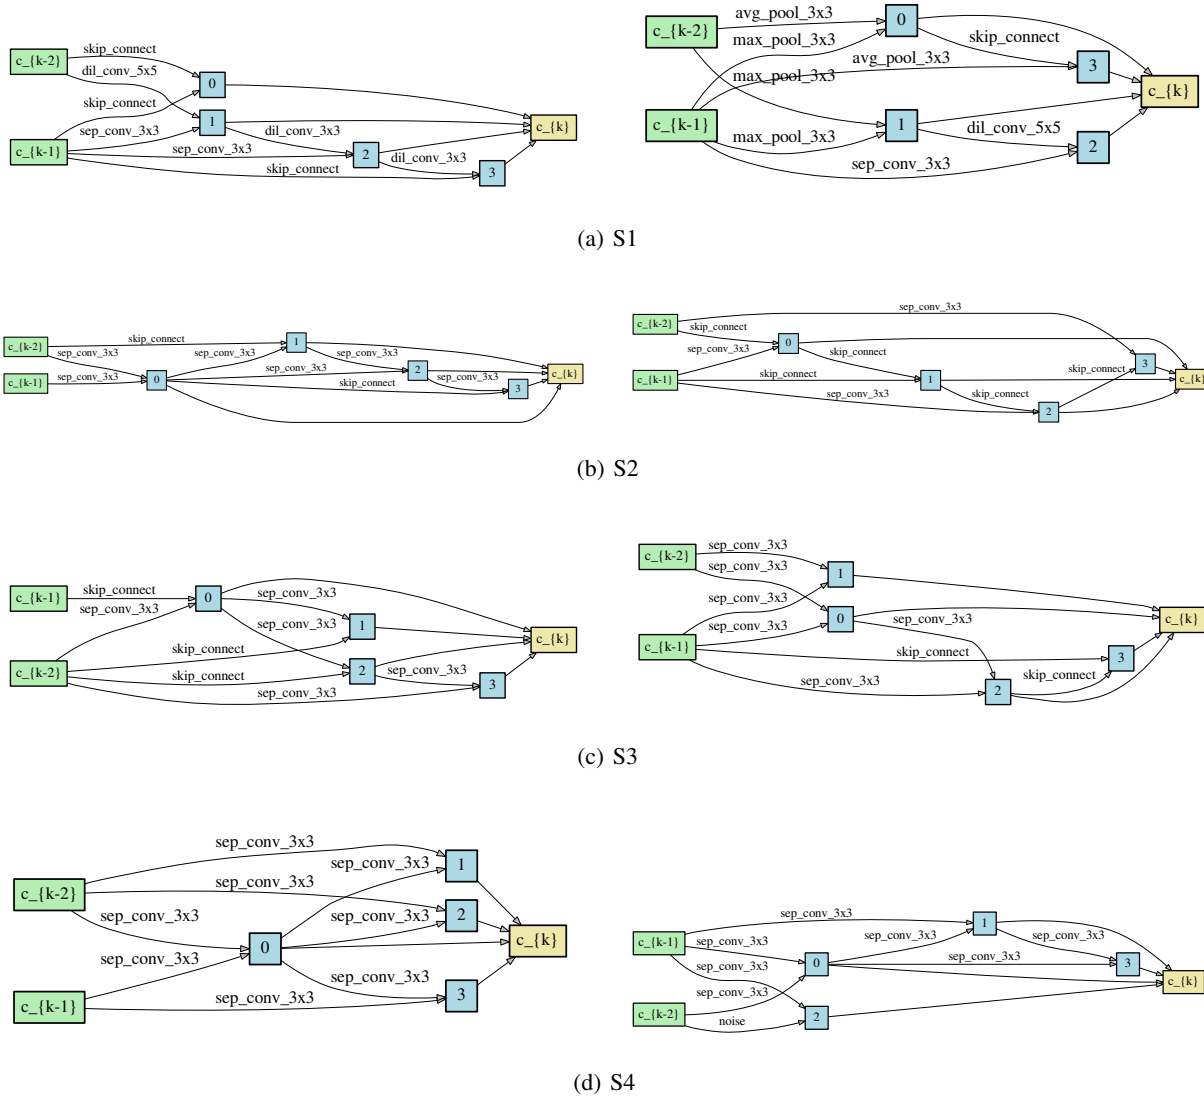 skip_connect
c_{k-2}
dil_conv_5x5
0
skip_connect
c_{k-1}
sep_conv_3x3
1
dil_conv_3x3
sep_conv_3x3
2
dil_conv_3x3
skip_connect
3
c_{k}
avg_pool_3x3
c_{k-2}
max_pool_3x3
0
skip_connect
avg_pool_3x3
3
max_pool_3x3
c_{k}
c_{k-1}
1
max_pool_3x3
dil_conv_5x5
2
sep_conv_3x3
(a) S1
c_{k-2}
skip_connect
1
sep_conv_3x3
sep_conv_3x3
sep_conv_3x3
c_{k-1}
sep_conv_3x3
0
sep_conv_3x3
2
sep_conv_3x3
skip_connect
3
c_{k}
sep_conv_3x3
c_{k-2}
skip_connect
0
sep_conv_3x3
skip_connect
3
c_{k-1}
skip_connect
1
skip_connect
c_{k}
sep_conv_3x3
skip_connect
2
(b) S2
c_{k-1}
skip_connect
0
sep_conv_3x3
sep_conv_3x3
sep_conv_3x3
1
c_{k-2}
skip_connect
skip_connect
2
sep_conv_3x3
sep_conv_3x3
3
c_{k}
c_{k-2}
sep_conv_3x3
sep_conv_3x3
1
sep_conv_3x3
0
sep_conv_3x3
c_{k}
c_{k-1}
sep_conv_3x3
skip_connect
3
sep_conv_3x3
2
skip_connect
(c) S3
sep_conv_3x3
sep_conv_3x3
1
c_{k-2}
sep_conv_3x3
2
sep_conv_3x3
sep_conv_3x3
0
c_{k}
sep_conv_3x3
sep_conv_3x3
3
c_{k-1}
sep_conv_3x3
sep_conv_3x3
1
c_{k-1}
sep_conv_3x3
sep_conv_3x3
sep_conv_3x3
sep_conv_3x3
0
sep_conv_3x3
3
sep_conv_3x3
c_{k}
c_{k-2}
noise
2
(d) S4